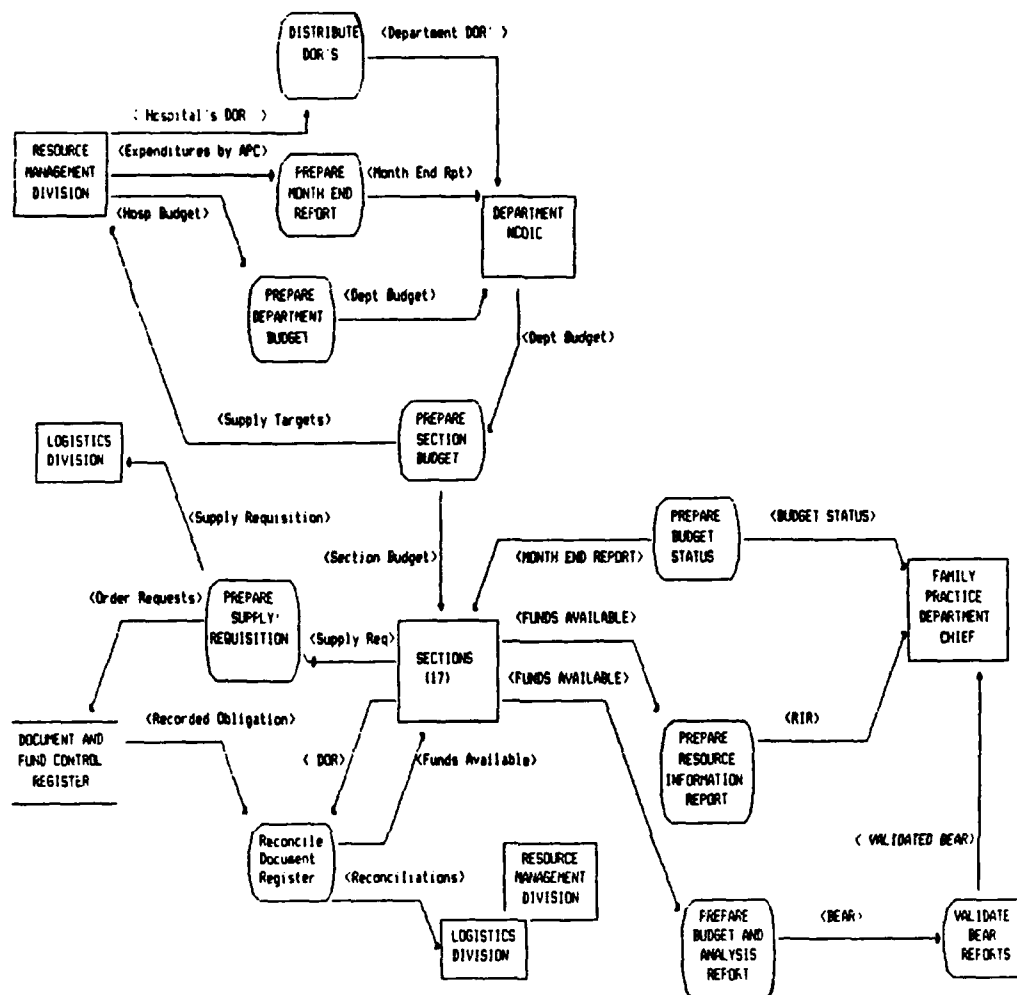 DISTRIBUTE
DOR'S
<Department DOR' >
< Hospital's DOR >
RESOURCE
MANAGEMENT
DIVISION
<Expenditures by APC>
PREPARE
MONTH END
REPORT
<Month End Rpt>
DEPARTMENT
NCOIC
<Hosp Budget>
PREPARE
DEPARTMENT
BUDGET
<Dept Budget>
<Dept Budget>
<Supply Targets>
PREPARE
SECTION
BUDGET
LOGISTICS
DIVISION
<Supply Requisition>
<Section Budget>
<MONTH END REPORT>
PREPARE
BUDGET
STATUS
<BUDGET STATUS>
FAMILY
PRACTICE
DEPARTMENT
CHIEF
<Order Requests>
PREPARE
SUPPLY'
REQUISITION
<Supply Req>
SECTIONS
(17)
<FUNDS AVAILABLE>
<FUNDS AVAILABLE>
DOCUMENT AND
FUND CONTROL
REGISTER
<Recorded Obligation>
< DOR>
<Funds Available>
PREPARE
RESOURCE
INFORMATION
REPORT
<RIR>
Reconcile
Document
Register
<Reconciliations>
RESOURCE
MANAGEMENT
DIVISION
LOGISTICS
DIVISION
< VALIDATED BEAR>
PREPARE
BUDGET AND
ANALYSIS
REPORT
<BEAR>
VALIDATE
BEAR
REPORTS